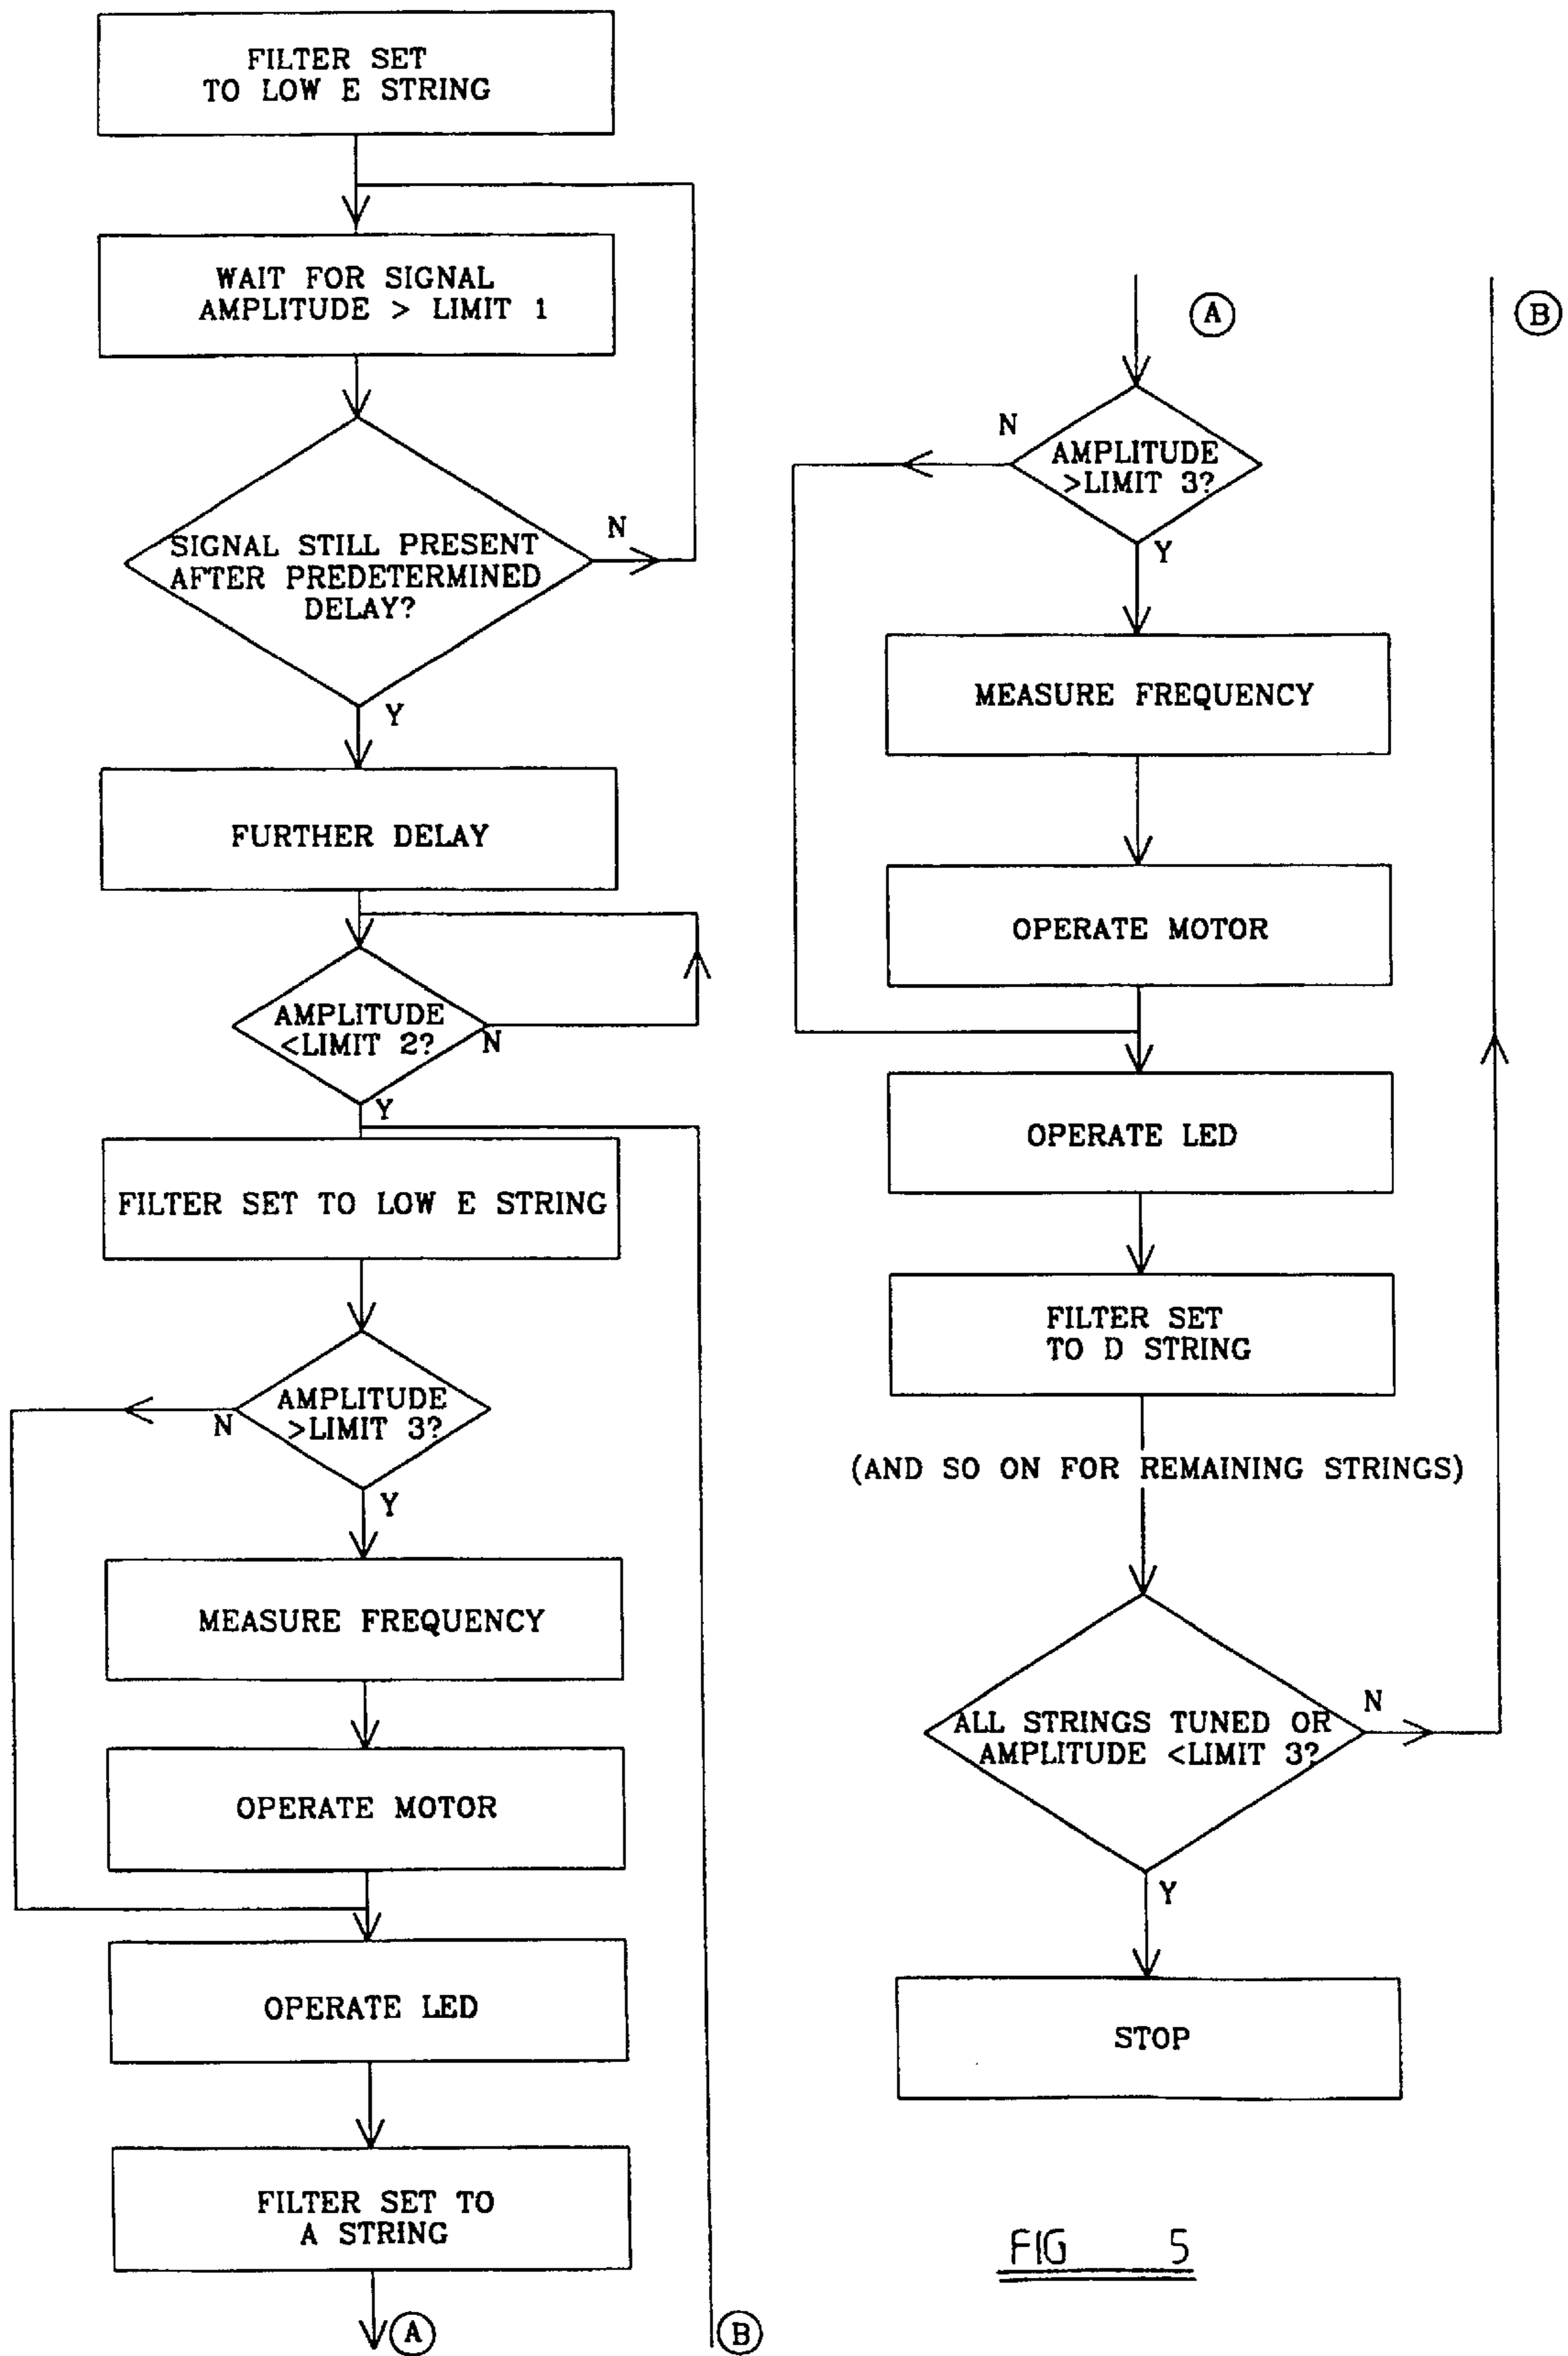 FILTER SET
TO LOW E STRING
WAIT FOR SIGNAL
AMPLITUDE > LIMIT 1
SIGNAL STILL PRESENT
AFTER PREDETERMINED
DELAY?
N
Y
FURTHER DELAY
AMPLITUDE
<LIMIT 2?
N
Y
FILTER SET TO LOW E STRING
AMPLITUDE
>LIMIT 3?
N
Y
MEASURE FREQUENCY
OPERATE MOTOR
OPERATE LED
FILTER SET TO
A STRING
A
B
A
B
N
AMPLITUDE
>LIMIT 3?
Y
MEASURE FREQUENCY
OPERATE MOTOR
OPERATE LED
FILTER SET
TO D STRING
(AND SO ON FOR REMAINING STRINGS)
ALL STRINGS TUNED OR
AMPLITUDE <LIMIT 3?
N
Y
STOP
FIG 5